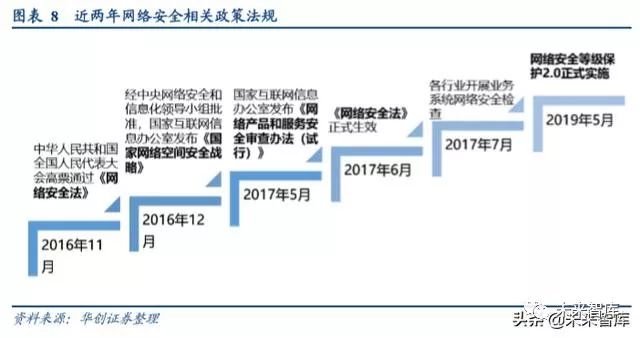 图表 8 近两年网络安全相关政策法规
中华人民共和国
全国人民代表大
会高票通过《网
络安全法》
2016年11
月
经中央网络安全和
信息化领导小组批
准，国家互联网信
息办公室发布《国
家网络空间安全战
略》
2016年12
月
国家互联网信息
办公室发布《网
络产品和服务安
全审查办法（试
行）》
2017年5月
《网络安全法》
正式生效
2017年6月
各行业开展业务
系统网络安全检
查
2017年7月
网络安全等级保
护2.0正式实施
2019年5月
资料来源：华创证券整理
未来智库
头条@未来智库